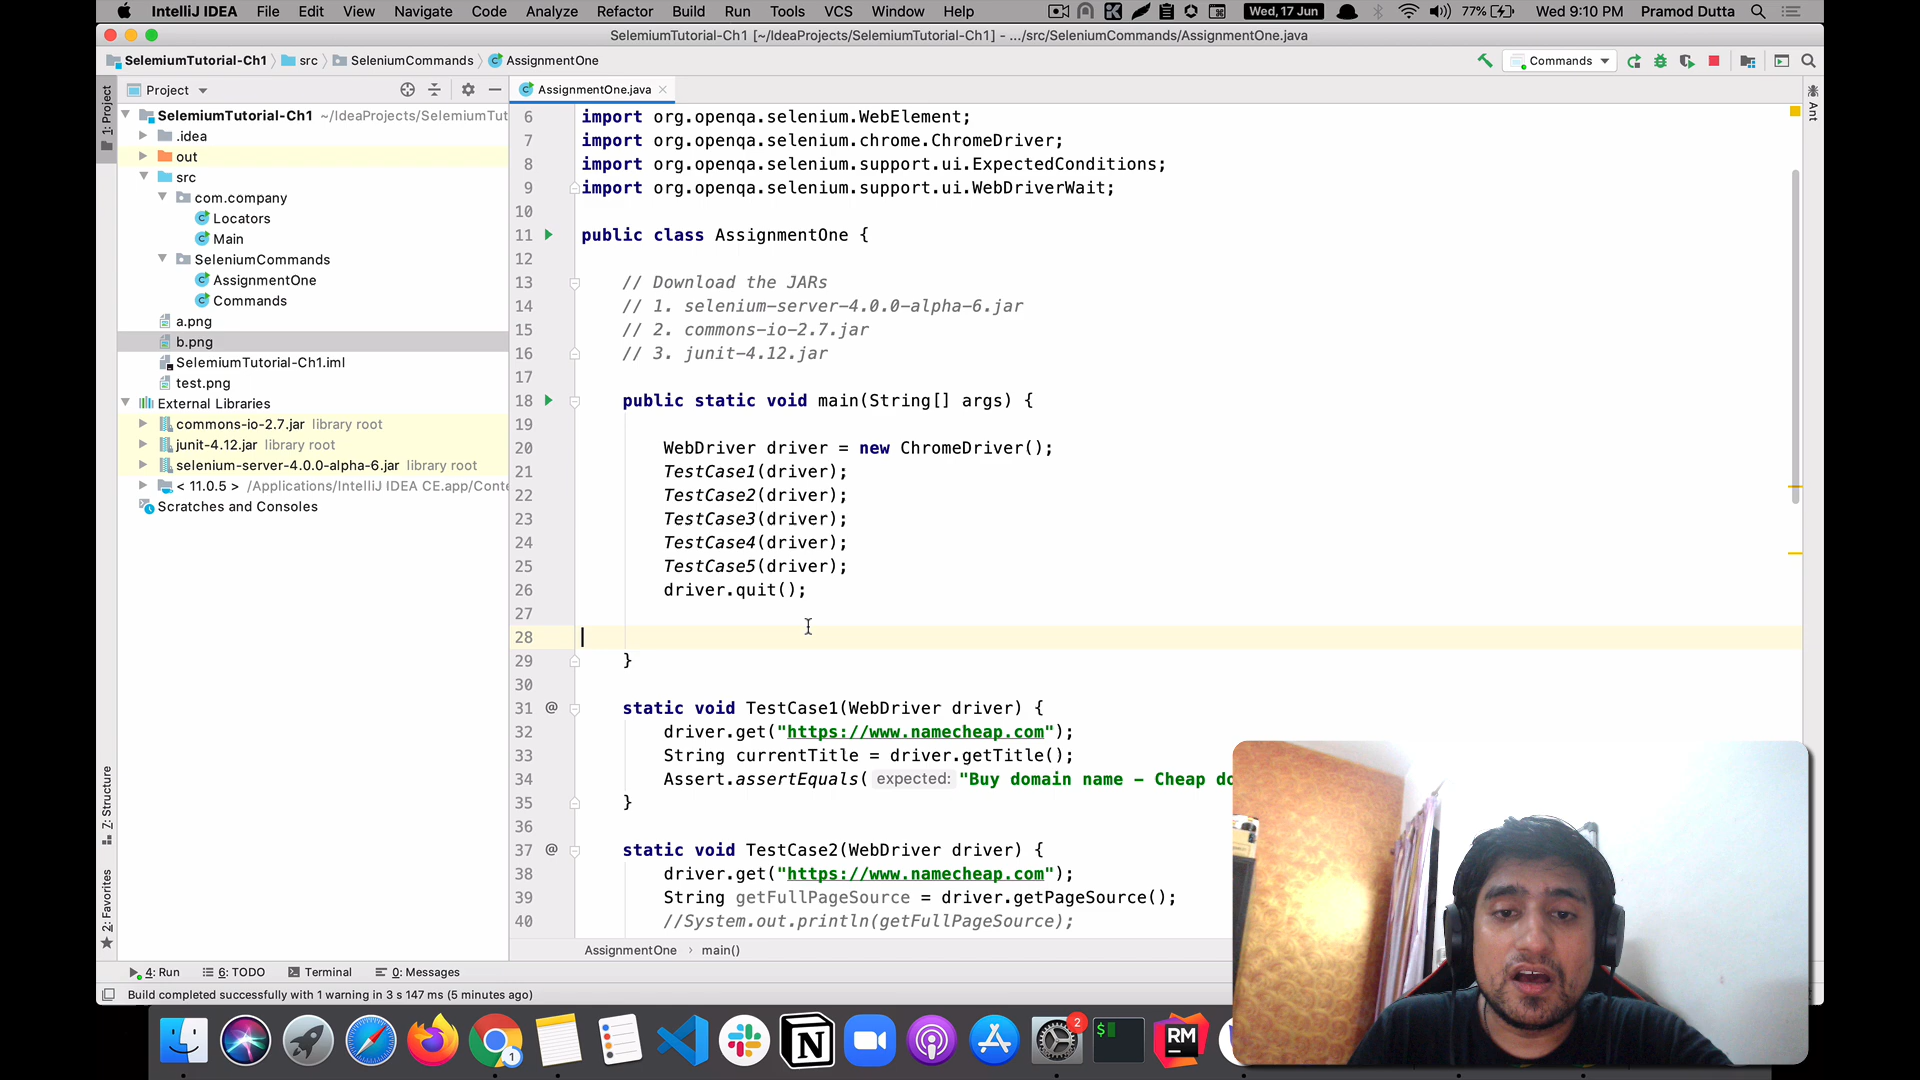 IntelliJ IDEA File Edit View Navigate Code Analyze Refactor Build Run Tools VCS Window Help Wed, 17 Jun 77% Wed 9:10 PM Pramod Dutta
SelemiumTutorial-Ch1 [~/IdeaProjects/SelemiumTutorial-Ch1] - .../src/SeleniumCommands/AssignmentOne.java
SelemiumTutorial-Ch1 src SeleniumCommands AssignmentOne Commands
1: Project
Project
SelemiumTutorial-Ch1 ~/IdeaProjects/SelemiumTut
.idea
out
src
com.company
Locators
Main
SeleniumCommands
AssignmentOne
Commands
a.png
b.png
SelemiumTutorial-Ch1.iml
test.png
External Libraries
commons-io-2.7.jar library root
junit-4.12.jar library root
selenium-server-4.0.0-alpha-6.jar library root
< 11.0.5 > /Applications/IntelliJ IDEA CE.app/Conte
Scratches and Consoles
7: Structure
2: Favorites
AssignmentOne.java
Ant
6 import org.openqa.selenium.WebElement;
7 import org.openqa.selenium.chrome.ChromeDriver;
8 import org.openqa.selenium.support.ui.ExpectedConditions;
9 import org.openqa.selenium.support.ui.WebDriverWait;
10
11 public class AssignmentOne {
12
13 // Download the JARs
14 // 1. selenium-server-4.0.0-alpha-6.jar
15 // 2. commons-io-2.7.jar
16 // 3. junit-4.12.jar
17
18 public static void main(String[] args) {
19
20 WebDriver driver = new ChromeDriver();
21 TestCase1(driver);
22 TestCase2(driver);
23 TestCase3(driver);
24 TestCase4(driver);
25 TestCase5(driver);
26 driver.quit();
27
28
29 }
30
31 @ static void TestCase1(WebDriver driver) {
32 driver.get("https://www.namecheap.com");
33 String currentTitle = driver.getTitle();
34 Assert.assertEquals( expected: "Buy domain name - Cheap do
35 }
36
37 @ static void TestCase2(WebDriver driver) {
38 driver.get("https://www.namecheap.com");
39 String getFullPageSource = driver.getPageSource();
40 //System.out.println(getFullPageSource);
AssignmentOne main()
4: Run 6: TODO Terminal 0: Messages
Build completed successfully with 1 warning in 3 s 147 ms (5 minutes ago)
1
N
2
$
RM